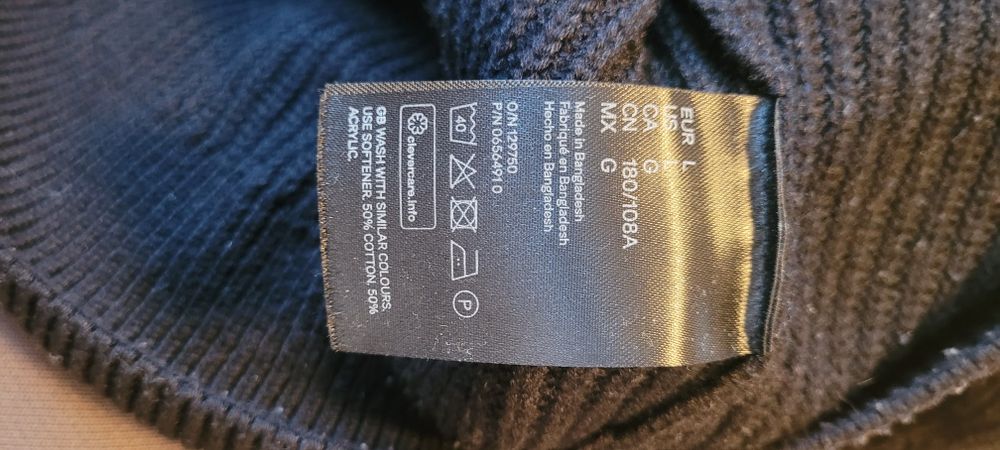 EUR L
US L
CA G
CN 180/108A
MX G
Made in Bangladesh
Fabriqué en Bangladesh
Hecho en Bangladesh
O/N 129750
P/N 0656491 0
40
P
clevercare.info
GB WASH WITH SIMILAR COLOURS.
USE SOFTENER. 50% COTTON. 50%
ACRYLIC.